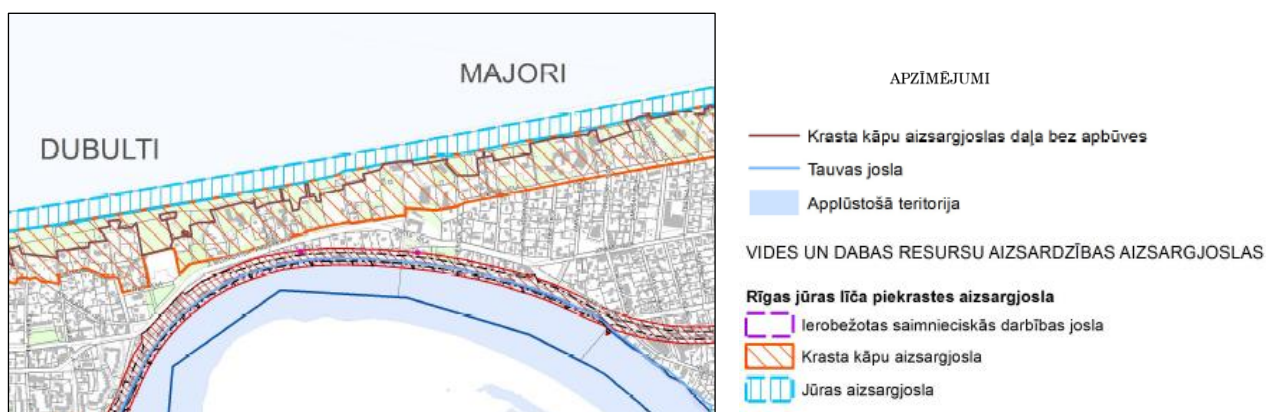 MAJORI
DUBULTI
APZĪMĒJUMI
Krasta kāpu aizsargjoslas daļa bez apbūves
Tauvas josla
Applūstošā teritorija
VIDES UN DABAS RESURSU AIZSARDZĪBAS AIZSARGJOSLAS
Rīgas jūras līča piekrastes aizsargjosla
Ierobežotas saimnieciskās darbības josla
Krasta kāpu aizsargjosla
Jūras aizsargjosla